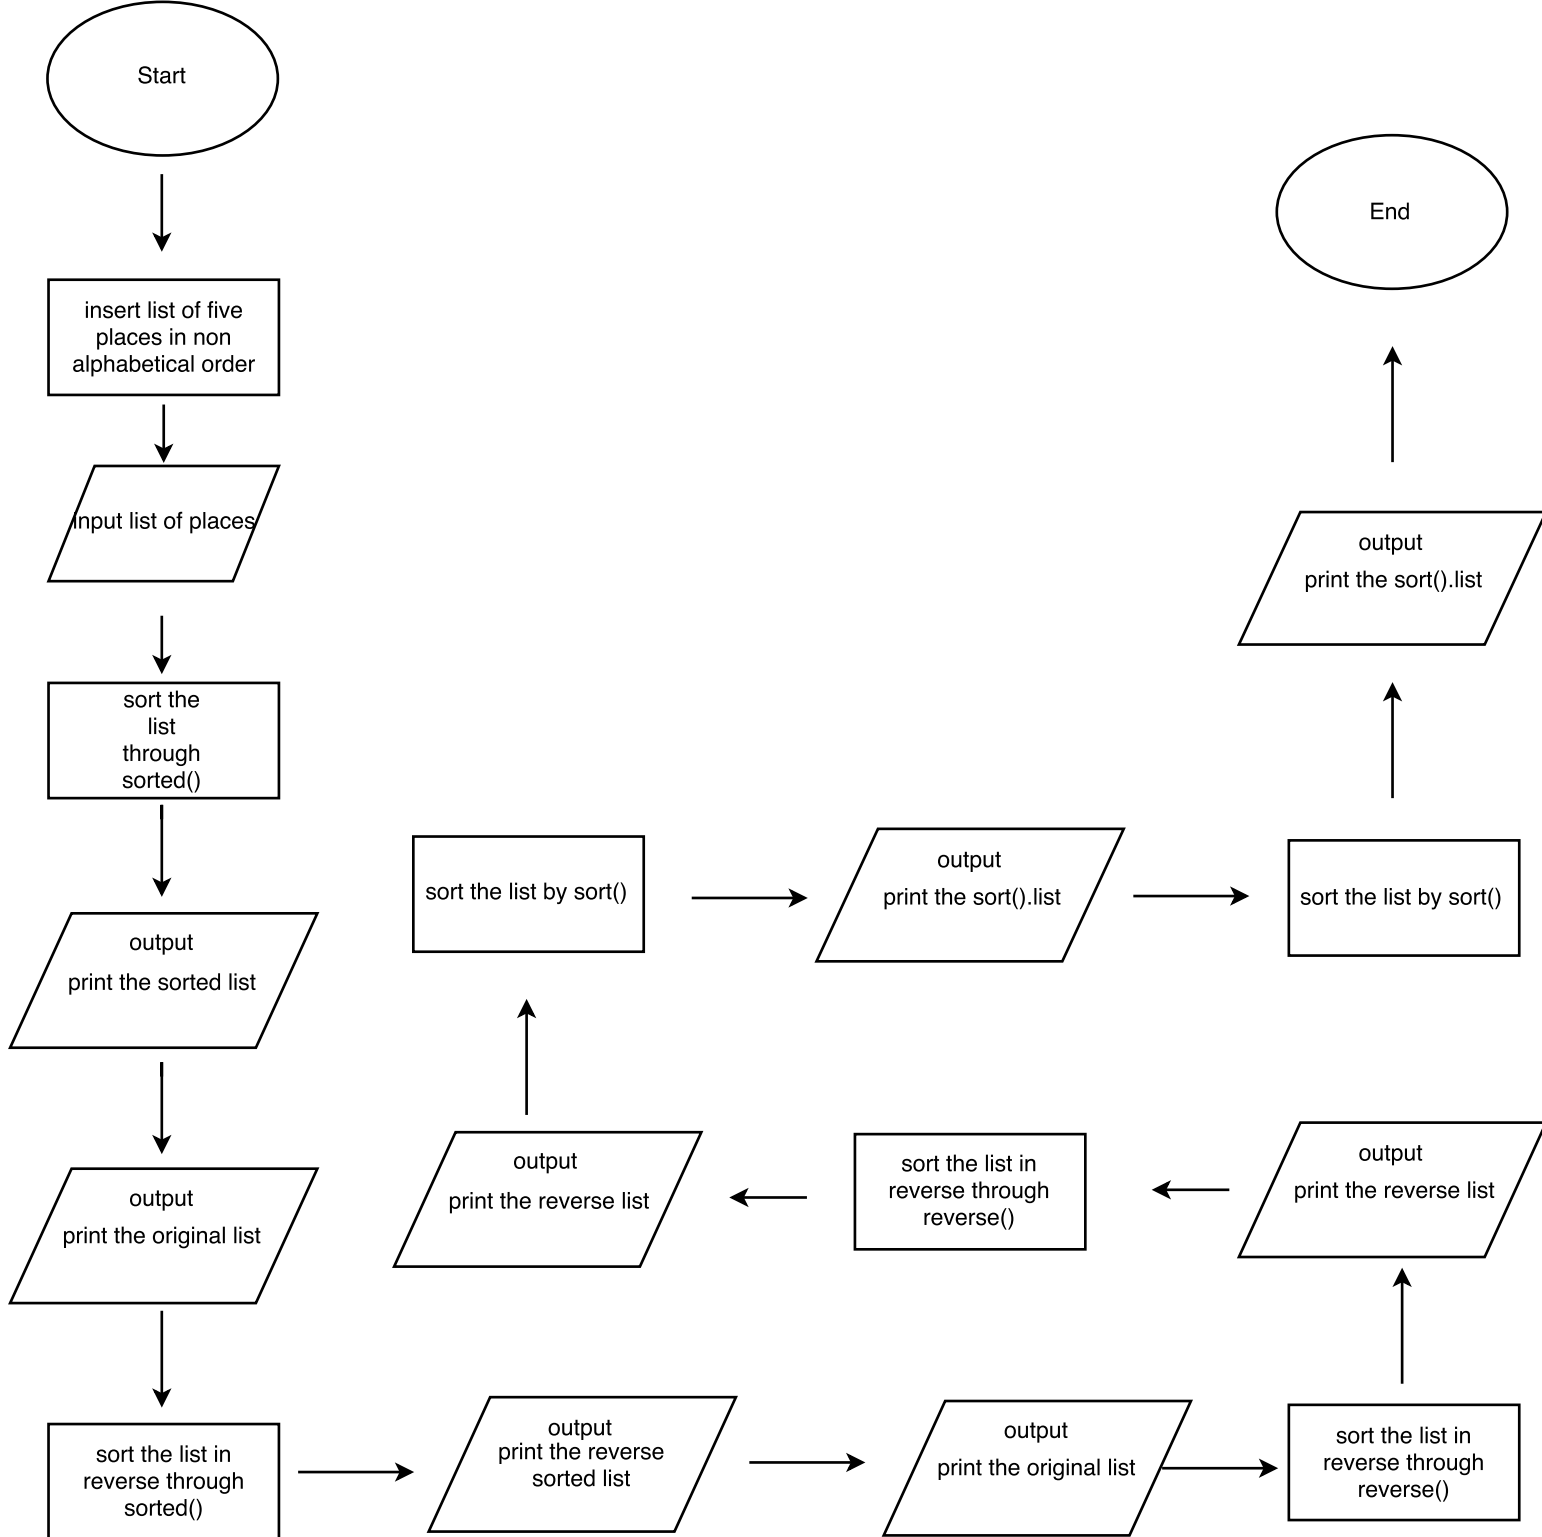 Start
insert list of five
places in non
alphabetical order
input list of places
sort the
list
through
sorted()
output
print the sorted list
output
print the original list
sort the list in
reverse through
sorted()
output
print the reverse
sorted list
output
print the original list
sort the list in
reverse through
reverse()
output
print the reverse list
sort the list in
reverse through
reverse()
output
print the reverse list
sort the list by sort()
output
print the sort().list
sort the list by sort()
output
print the sort().list
End